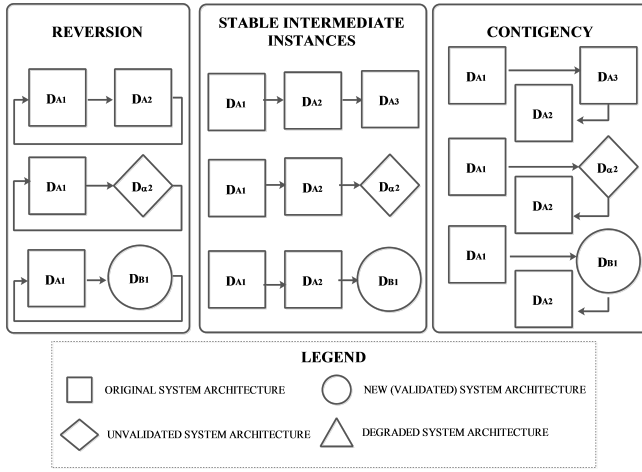 REVERSION
DA1
DA2
DA1
Dα2
DA1
DB1
STABLE INTERMEDIATE
INSTANCES
DA1
DA2
DA3
DA1
DA2
Dα2
DA1
DA2
DB1
CONTIGENCY
DA1
DA3
DA2
DA1
Dα2
DA2
DA1
DB1
DA2
LEGEND
ORIGINAL SYSTEM ARCHITECTURE
NEW (VALIDATED) SYSTEM ARCHITECTURE
UNVALIDATED SYSTEM ARCHITECTURE
DEGRADED SYSTEM ARCHITECTURE